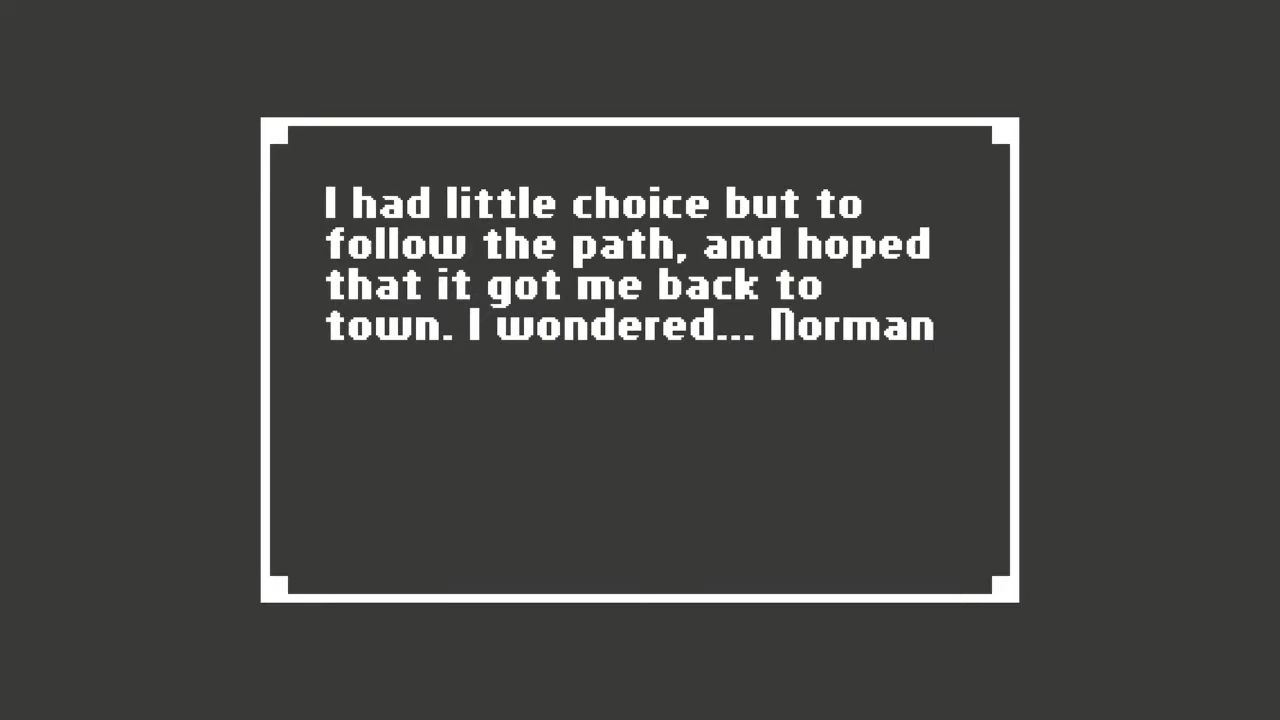 I had little choice but to
follow the path, and hoped
that it got me back to
town. I wondered... Norman